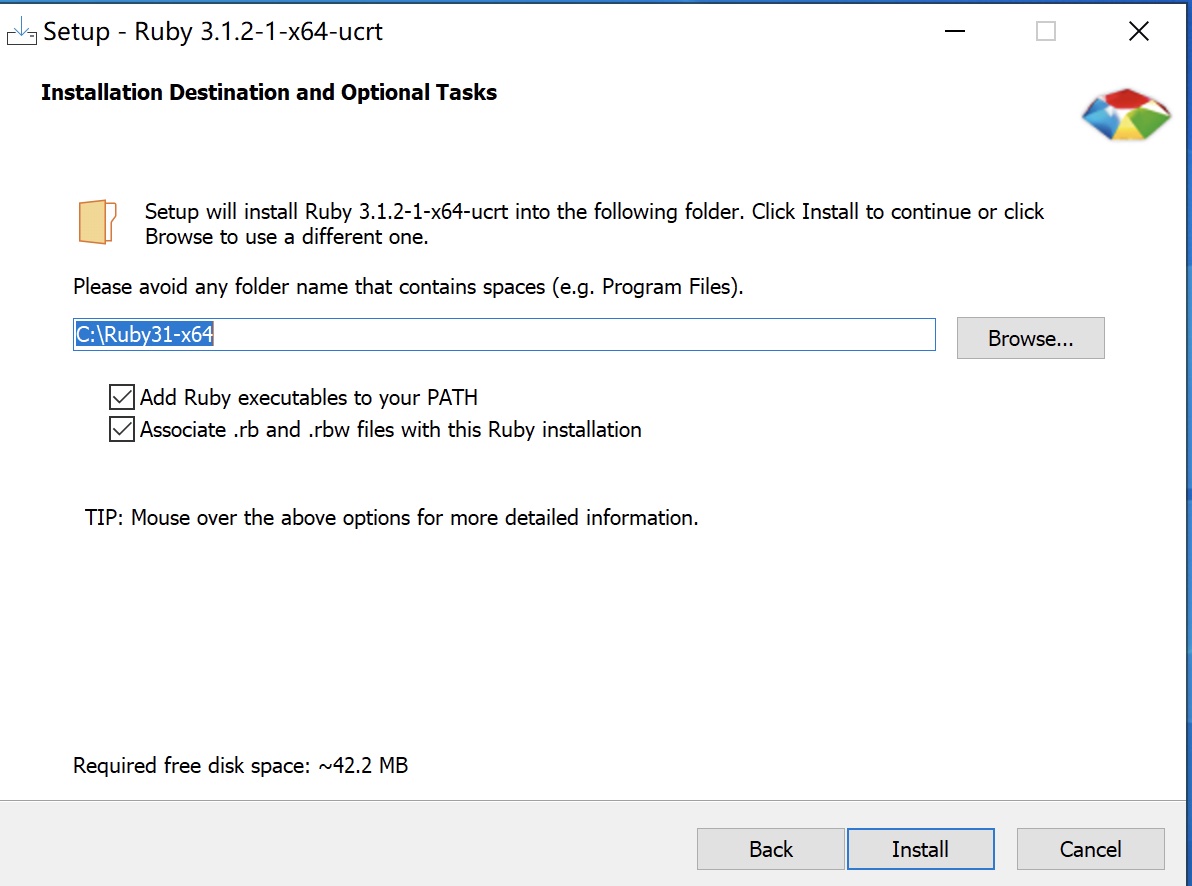 Setup - Ruby 3.1.2-1-x64-ucrt
Installation Destination and Optional Tasks
Setup will install Ruby 3.1.2-1-x64-ucrt into the following folder. Click Install to continue or click
Browse to use a different one.
Please avoid any folder name that contains spaces (e.g. Program Files).
C:\Ruby31-x64
Browse...
Add Ruby executables to your PATH
Associate .rb and .rbw files with this Ruby installation
TIP: Mouse over the above options for more detailed information.
Required free disk space: ~42.2 MB
Back
Install
Cancel